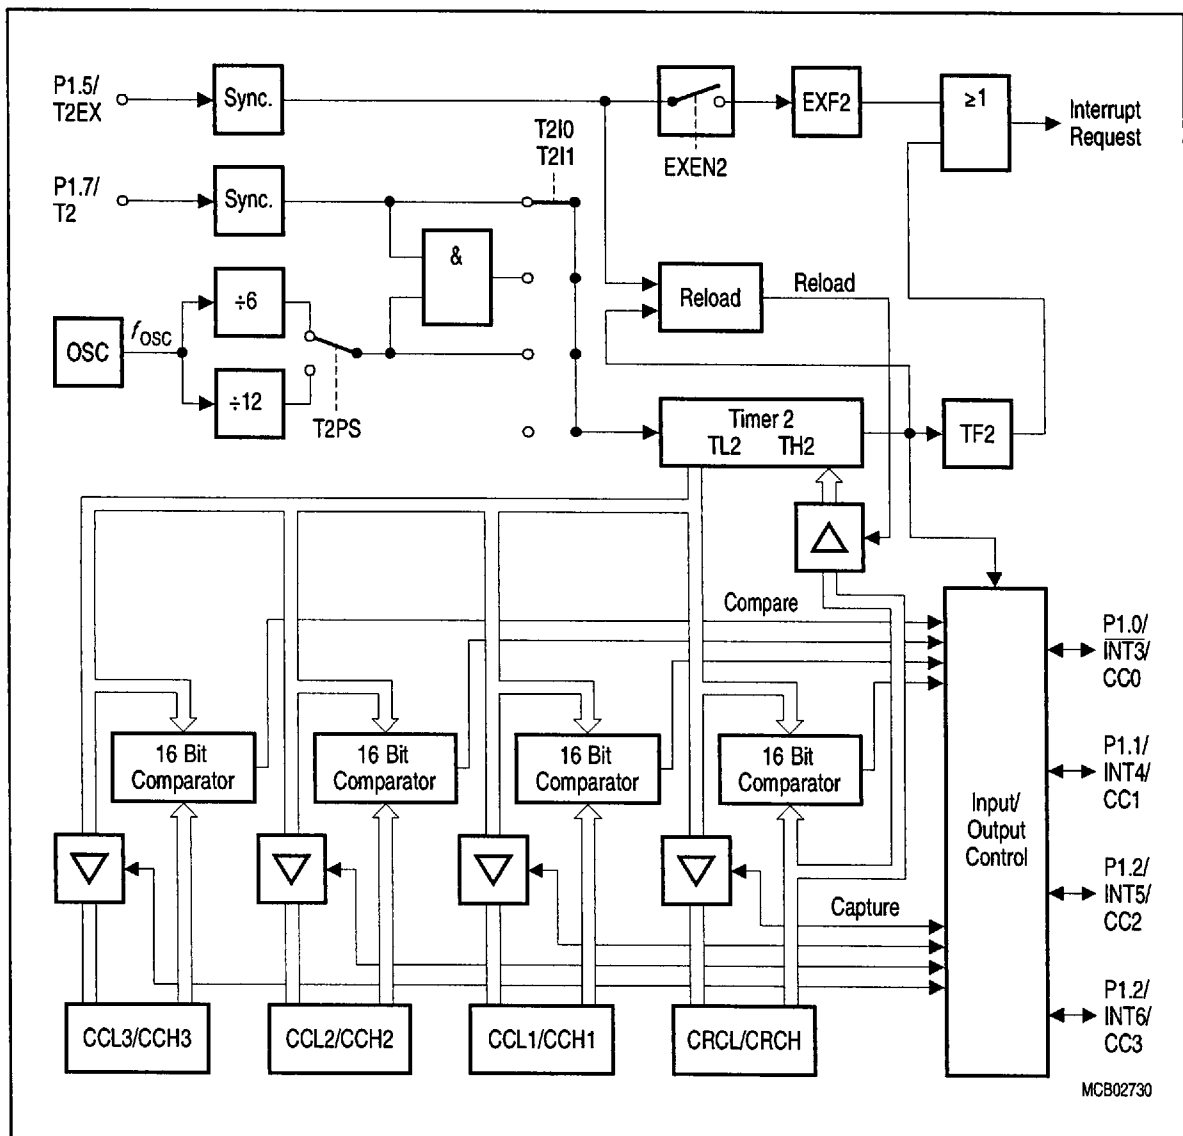 P1.5/
T2EX
Sync.
EXEN2
EXF2
≥1
Interrupt
Request
T2I0
T2I1
P1.7/
T2
Sync.
&
÷6
OSC
fOSC
÷12
T2PS
Reload
Reload
Timer 2
TL2 TH2
TF2
Compare
16 Bit
Comparator
16 Bit
Comparator
16 Bit
Comparator
16 Bit
Comparator
Capture
Input/
Output
Control
P1.0/
INT3/
CC0
P1.1/
INT4/
CC1
P1.2/
INT5/
CC2
P1.2/
INT6/
CC3
CCL3/CCH3
CCL2/CCH2
CCL1/CCH1
CRCL/CRCH
MCB02730